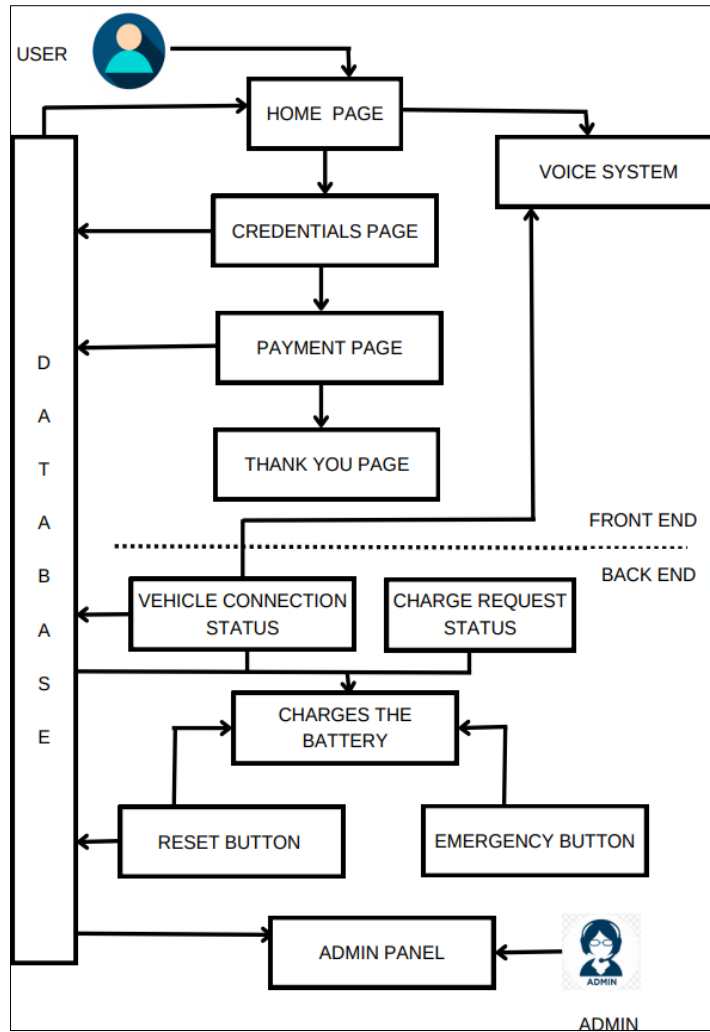 USER
HOME PAGE
VOICE SYSTEM
CREDENTIALS PAGE
PAYMENT PAGE
THANK YOU PAGE
FRONT END
BACK END
D
A
T
A
B
A
S
E
VEHICLE CONNECTION
STATUS
CHARGE REQUEST
STATUS
CHARGES THE
BATTERY
RESET BUTTON
EMERGENCY BUTTON
ADMIN PANEL
ADMIN
ADMIN